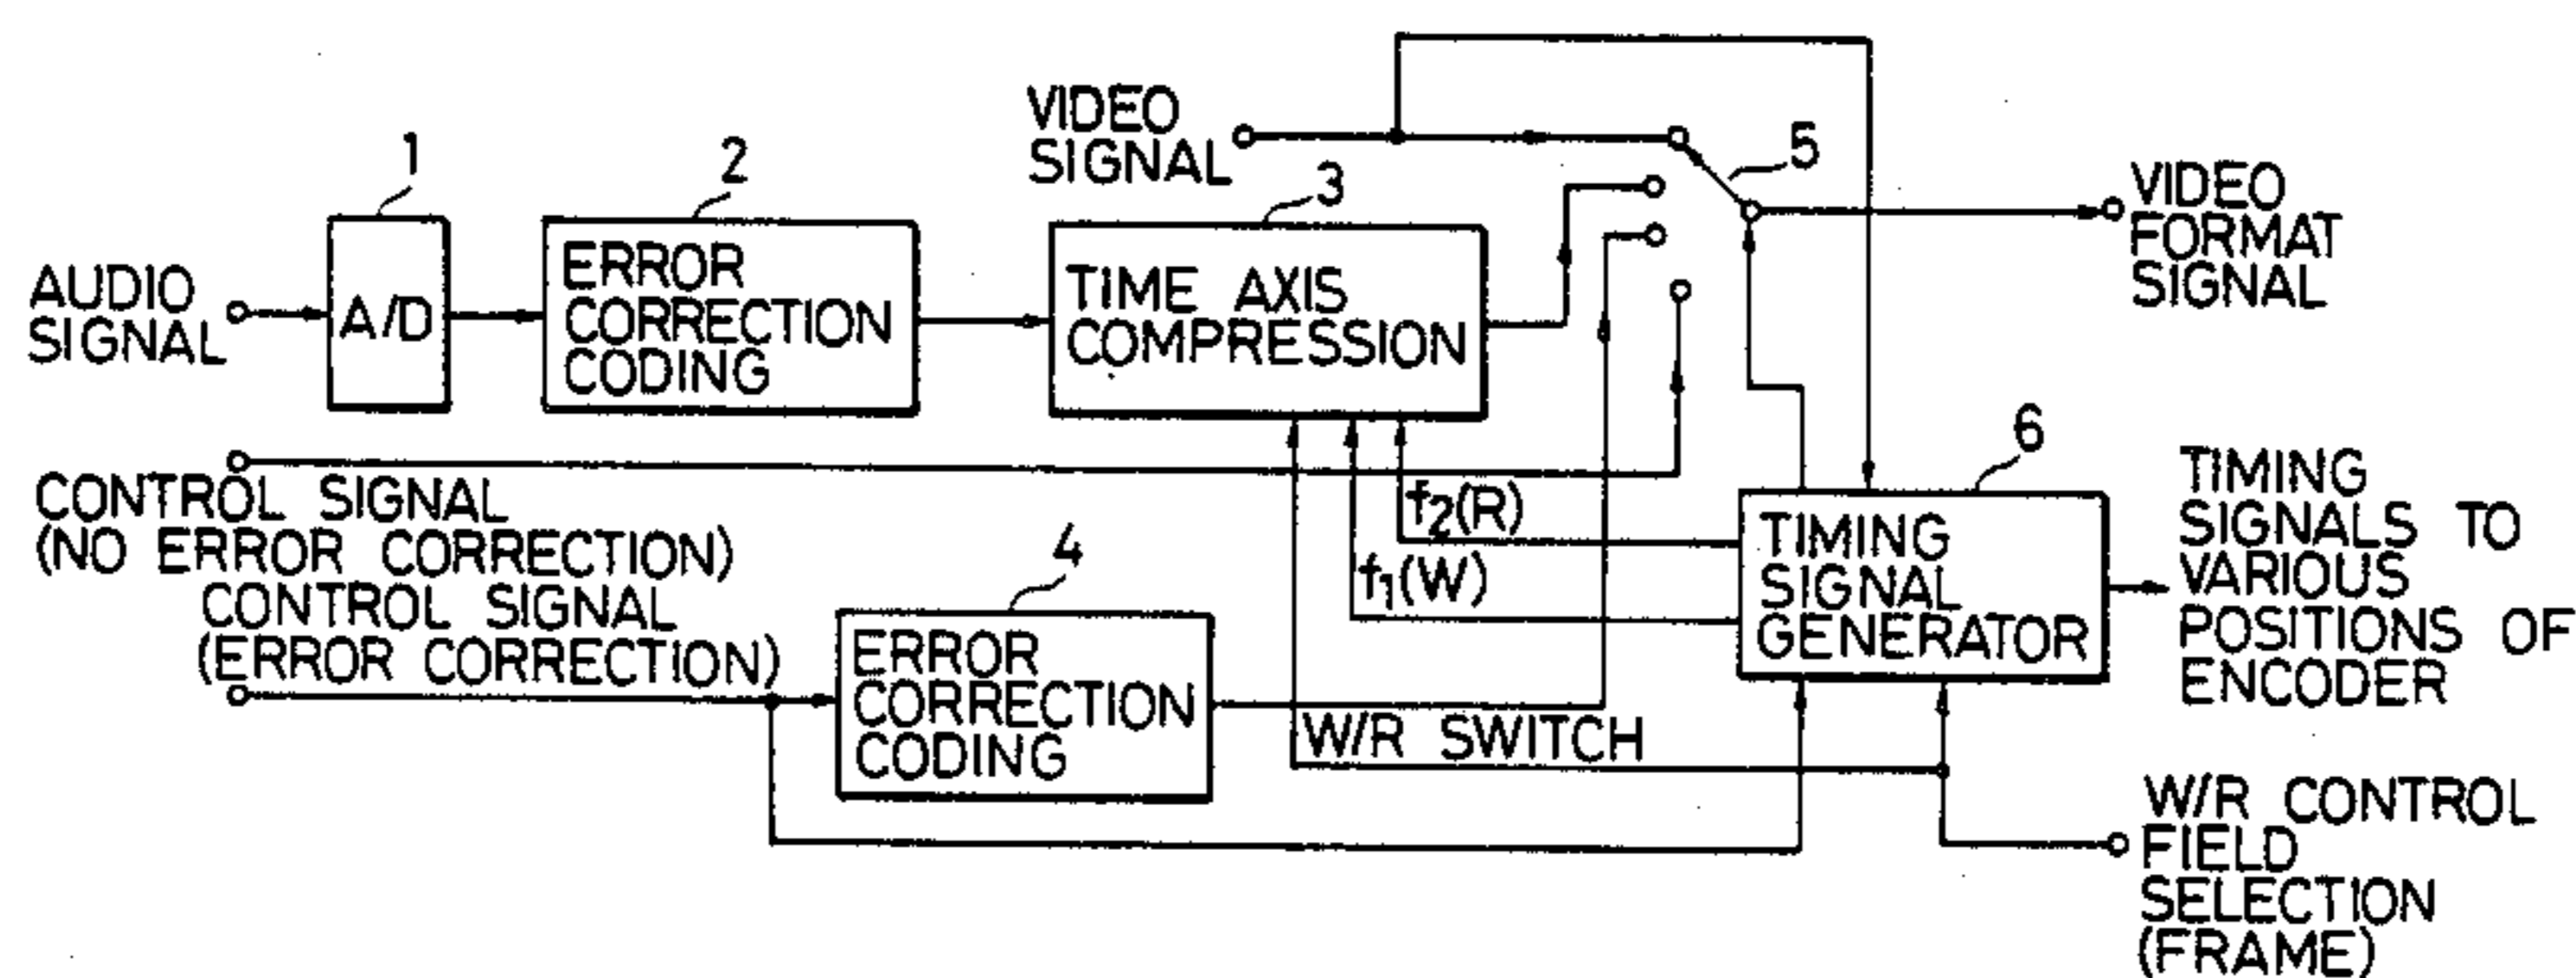 VIDEO
SIGNAL
1
2
3
5
VIDEO
FORMAT
SIGNAL
AUDIO
SIGNAL
A/D
ERROR
CORRECTION
CODING
TIME AXIS
COMPRESSION
CONTROL SIGNAL
(NO ERROR CORRECTION)
CONTROL SIGNAL
(ERROR CORRECTION)
4
ERROR
CORRECTION
CODING
f2(R)
f1(W)
W/R SWITCH
6
TIMING
SIGNAL
GENERATOR
TIMING
SIGNALS TO
VARIOUS
POSITIONS OF
ENCODER
W/R CONTROL
FIELD
SELECTION
(FRAME)